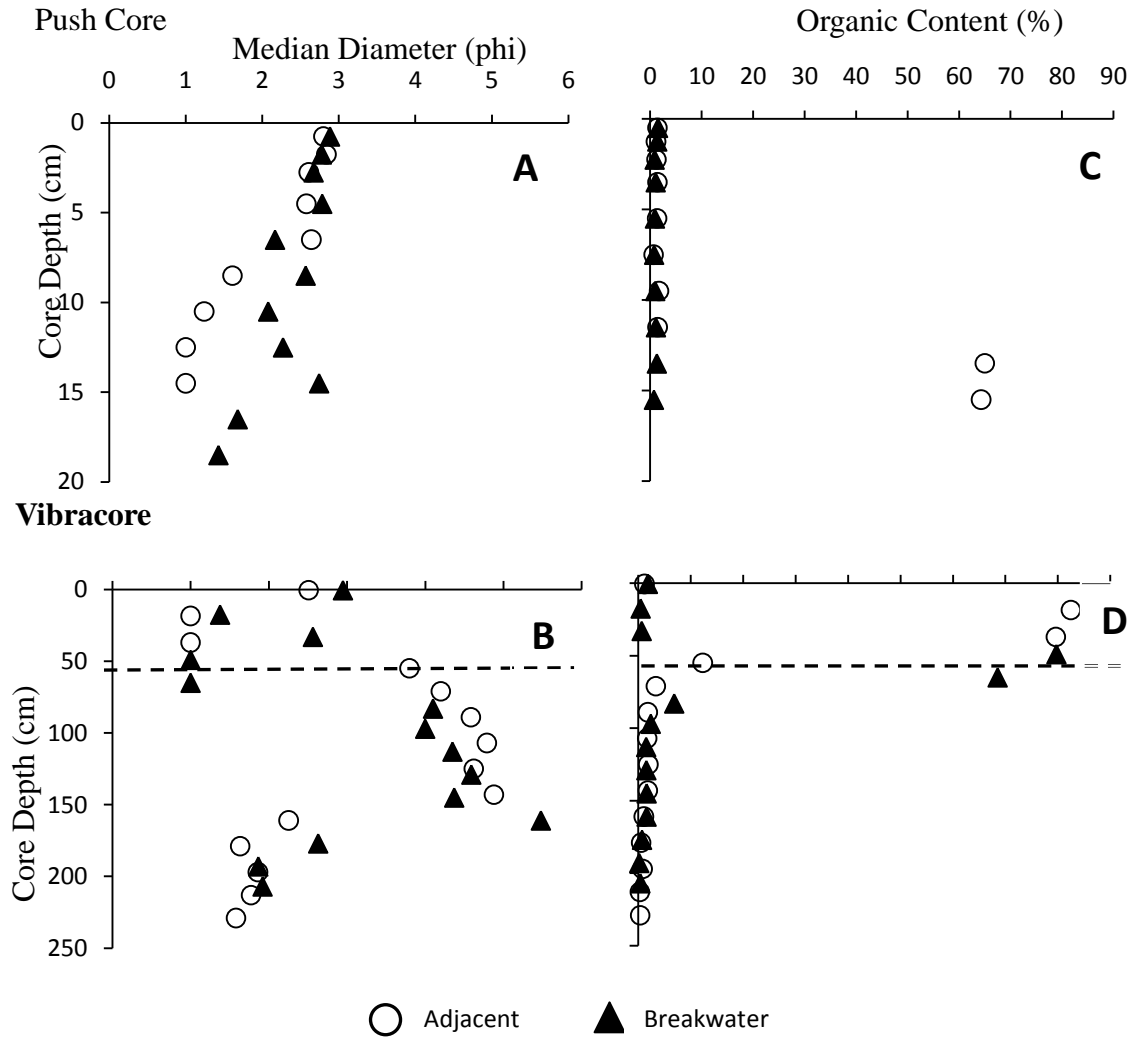 Push Core
Median Diameter (phi)
0 1 2 3 4 5 6
0
5
10
15
20
Core Depth (cm)
A
Organic Content (%)
0 10 20 30 40 50 60 70 80 90
C
Vibracore
0
50
100
150
200
250
Core Depth (cm)
B
D
Adjacent
Breakwater